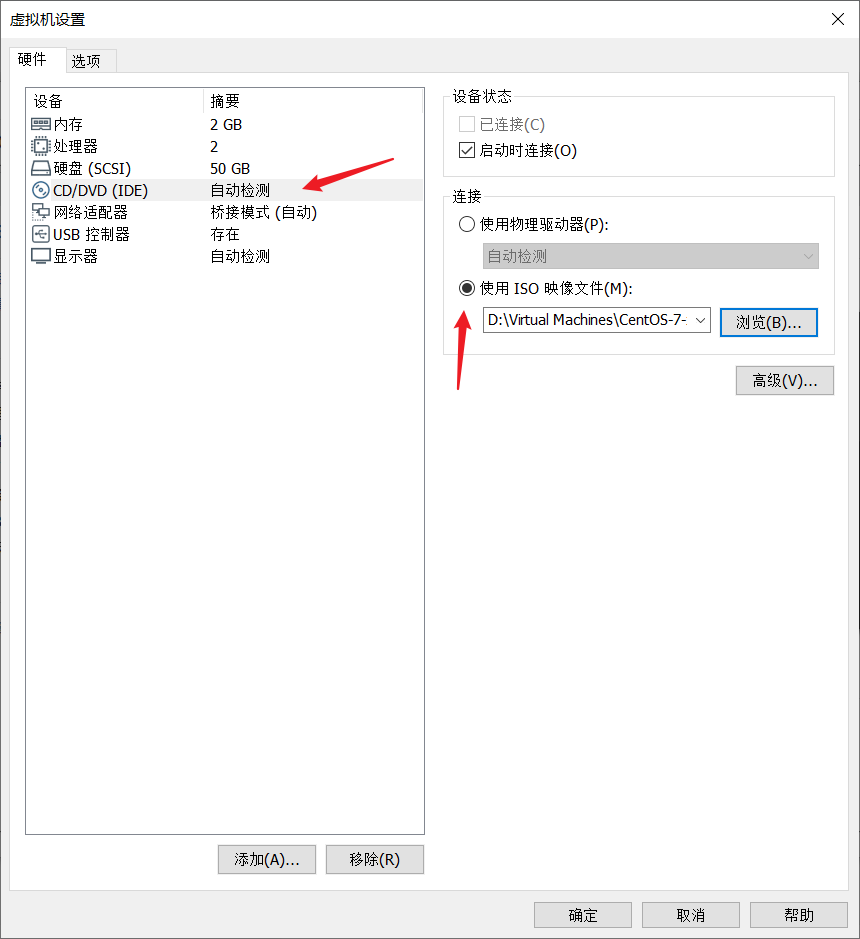 虚拟机设置
硬件 选项
设备 摘要
内存 2 GB
处理器 2
硬盘 (SCSI) 50 GB
CD/DVD (IDE) 自动检测
网络适配器 桥接模式 (自动)
USB 控制器 存在
显示器 自动检测
添加(A)... 移除(R)
设备状态
已连接(C)
启动时连接(O)
连接
使用物理驱动器(P):
自动检测
使用 ISO 映像文件(M):
D:\Virtual Machines\CentOS-7- 浏览(B)...
高级(V)...
确定 取消 帮助